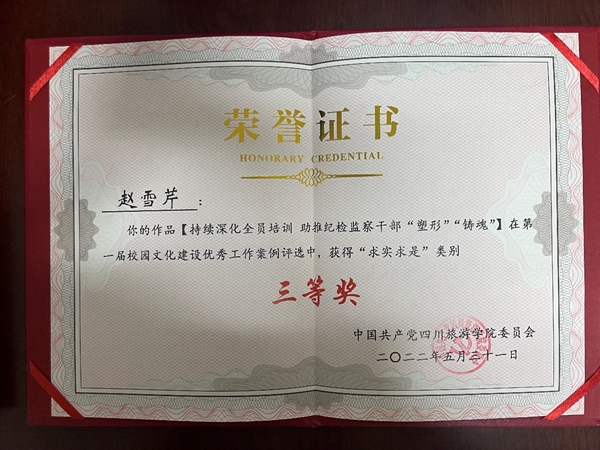 荣誉证书
HONORARY CREDENTIAL
赵雪芹：
你的作品【持续深化全员培训 助推纪检监察干部“塑形”“铸魂”】在第
一届校园文化建设优秀工作案例评选中，获得“求实求是”类别
三等奖
中国共产党四川旅游学院委员会
二〇二二年五月三十一日